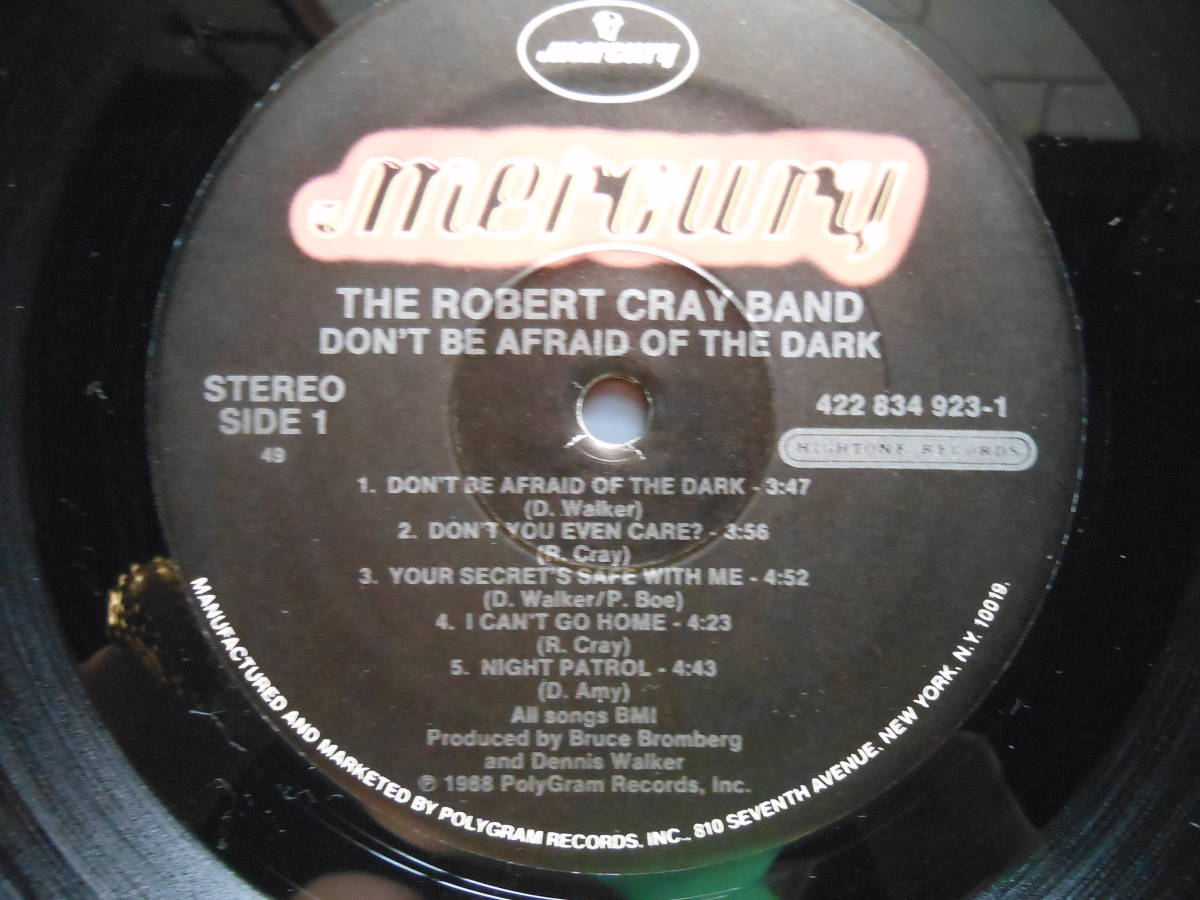 mercury
mercury
THE ROBERT CRAY BAND
DON'T BE AFRAID OF THE DARK
STEREO
SIDE 1
49
422 834 923-1
HIGHTONE RECORDS
1. DON'T BE AFRAID OF THE DARK - 3:47
(D. Walker)
2. DON'T YOU EVEN CARE? - 3:56
(R. Cray)
3. YOUR SECRET'S SAFE WITH ME - 4:52
(D. Walker/P. Boe)
4. I CAN'T GO HOME - 4:23
(R. Cray)
5. NIGHT PATROL - 4:43
(D. Amy)
All songs BMI
Produced by Bruce Bromberg
and Dennis Walker
℗ 1988 PolyGram Records, Inc.
MANUFACTURED AND MARKETED BY POLYGRAM RECORDS, INC., 810 SEVENTH AVENUE, NEW YORK, N.Y. 10019.